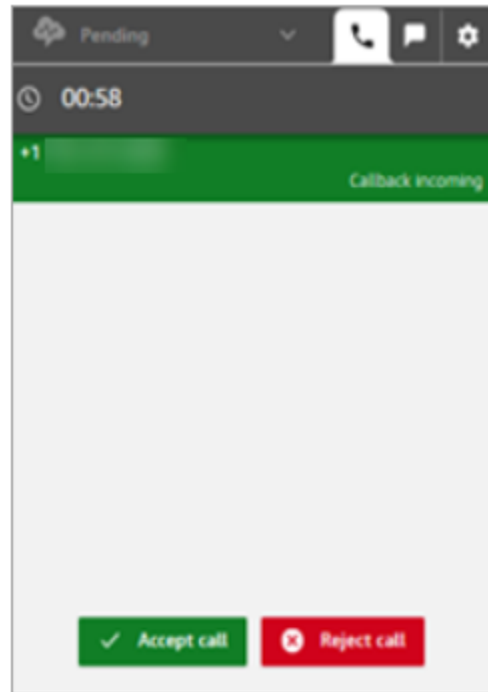 Pending
00:58
+1
Callback incoming
Accept call
Reject call